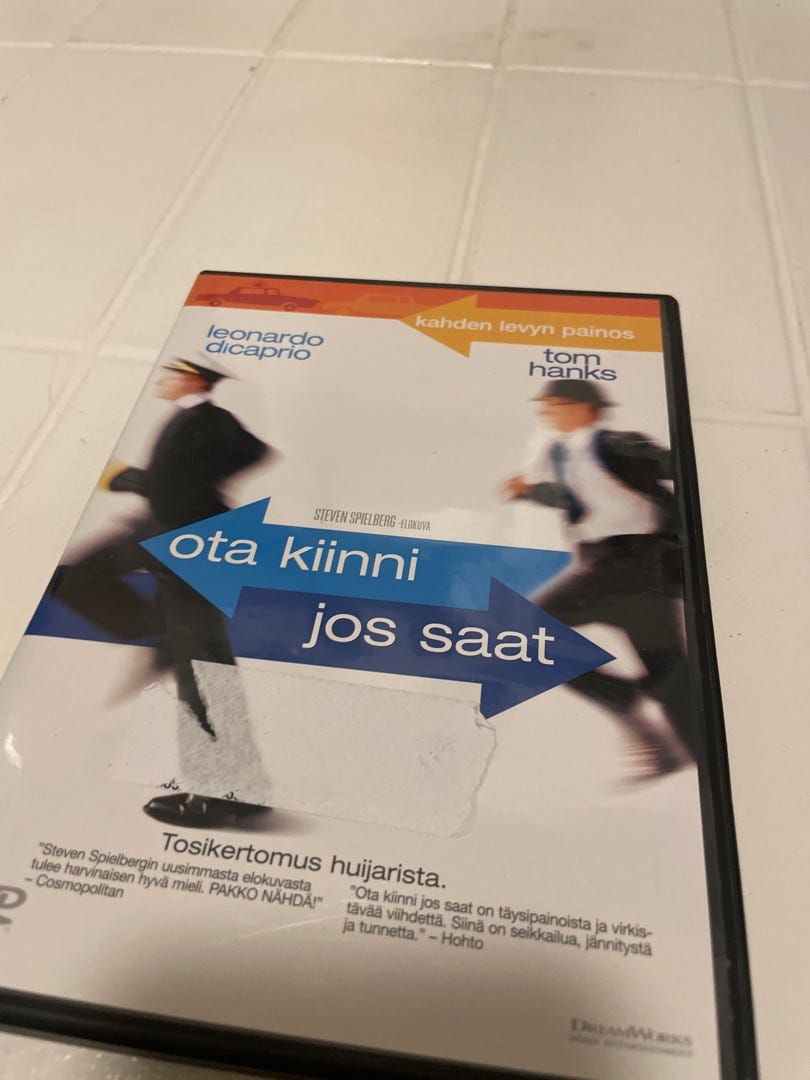 kahden levyn painos
leonardo
dicaprio
tom
hanks
STEVEN SPIELBERG -ELOKUVA
ota kiinni
jos saat
Tosikertomus huijarista.
"Steven Spielbergin uusimmasta elokuvasta
tulee harvinaisen hyvä mieli. PAKKO NÄHDÄ!"
– Cosmopolitan
"Ota kiinni jos saat on täysipainoista ja virkis-
tävää viihdettä. Siinä on seikkailua, jännitystä
ja tunnetta." – Hohto
DREAMWORKS
HOME ENTERTAINMENT